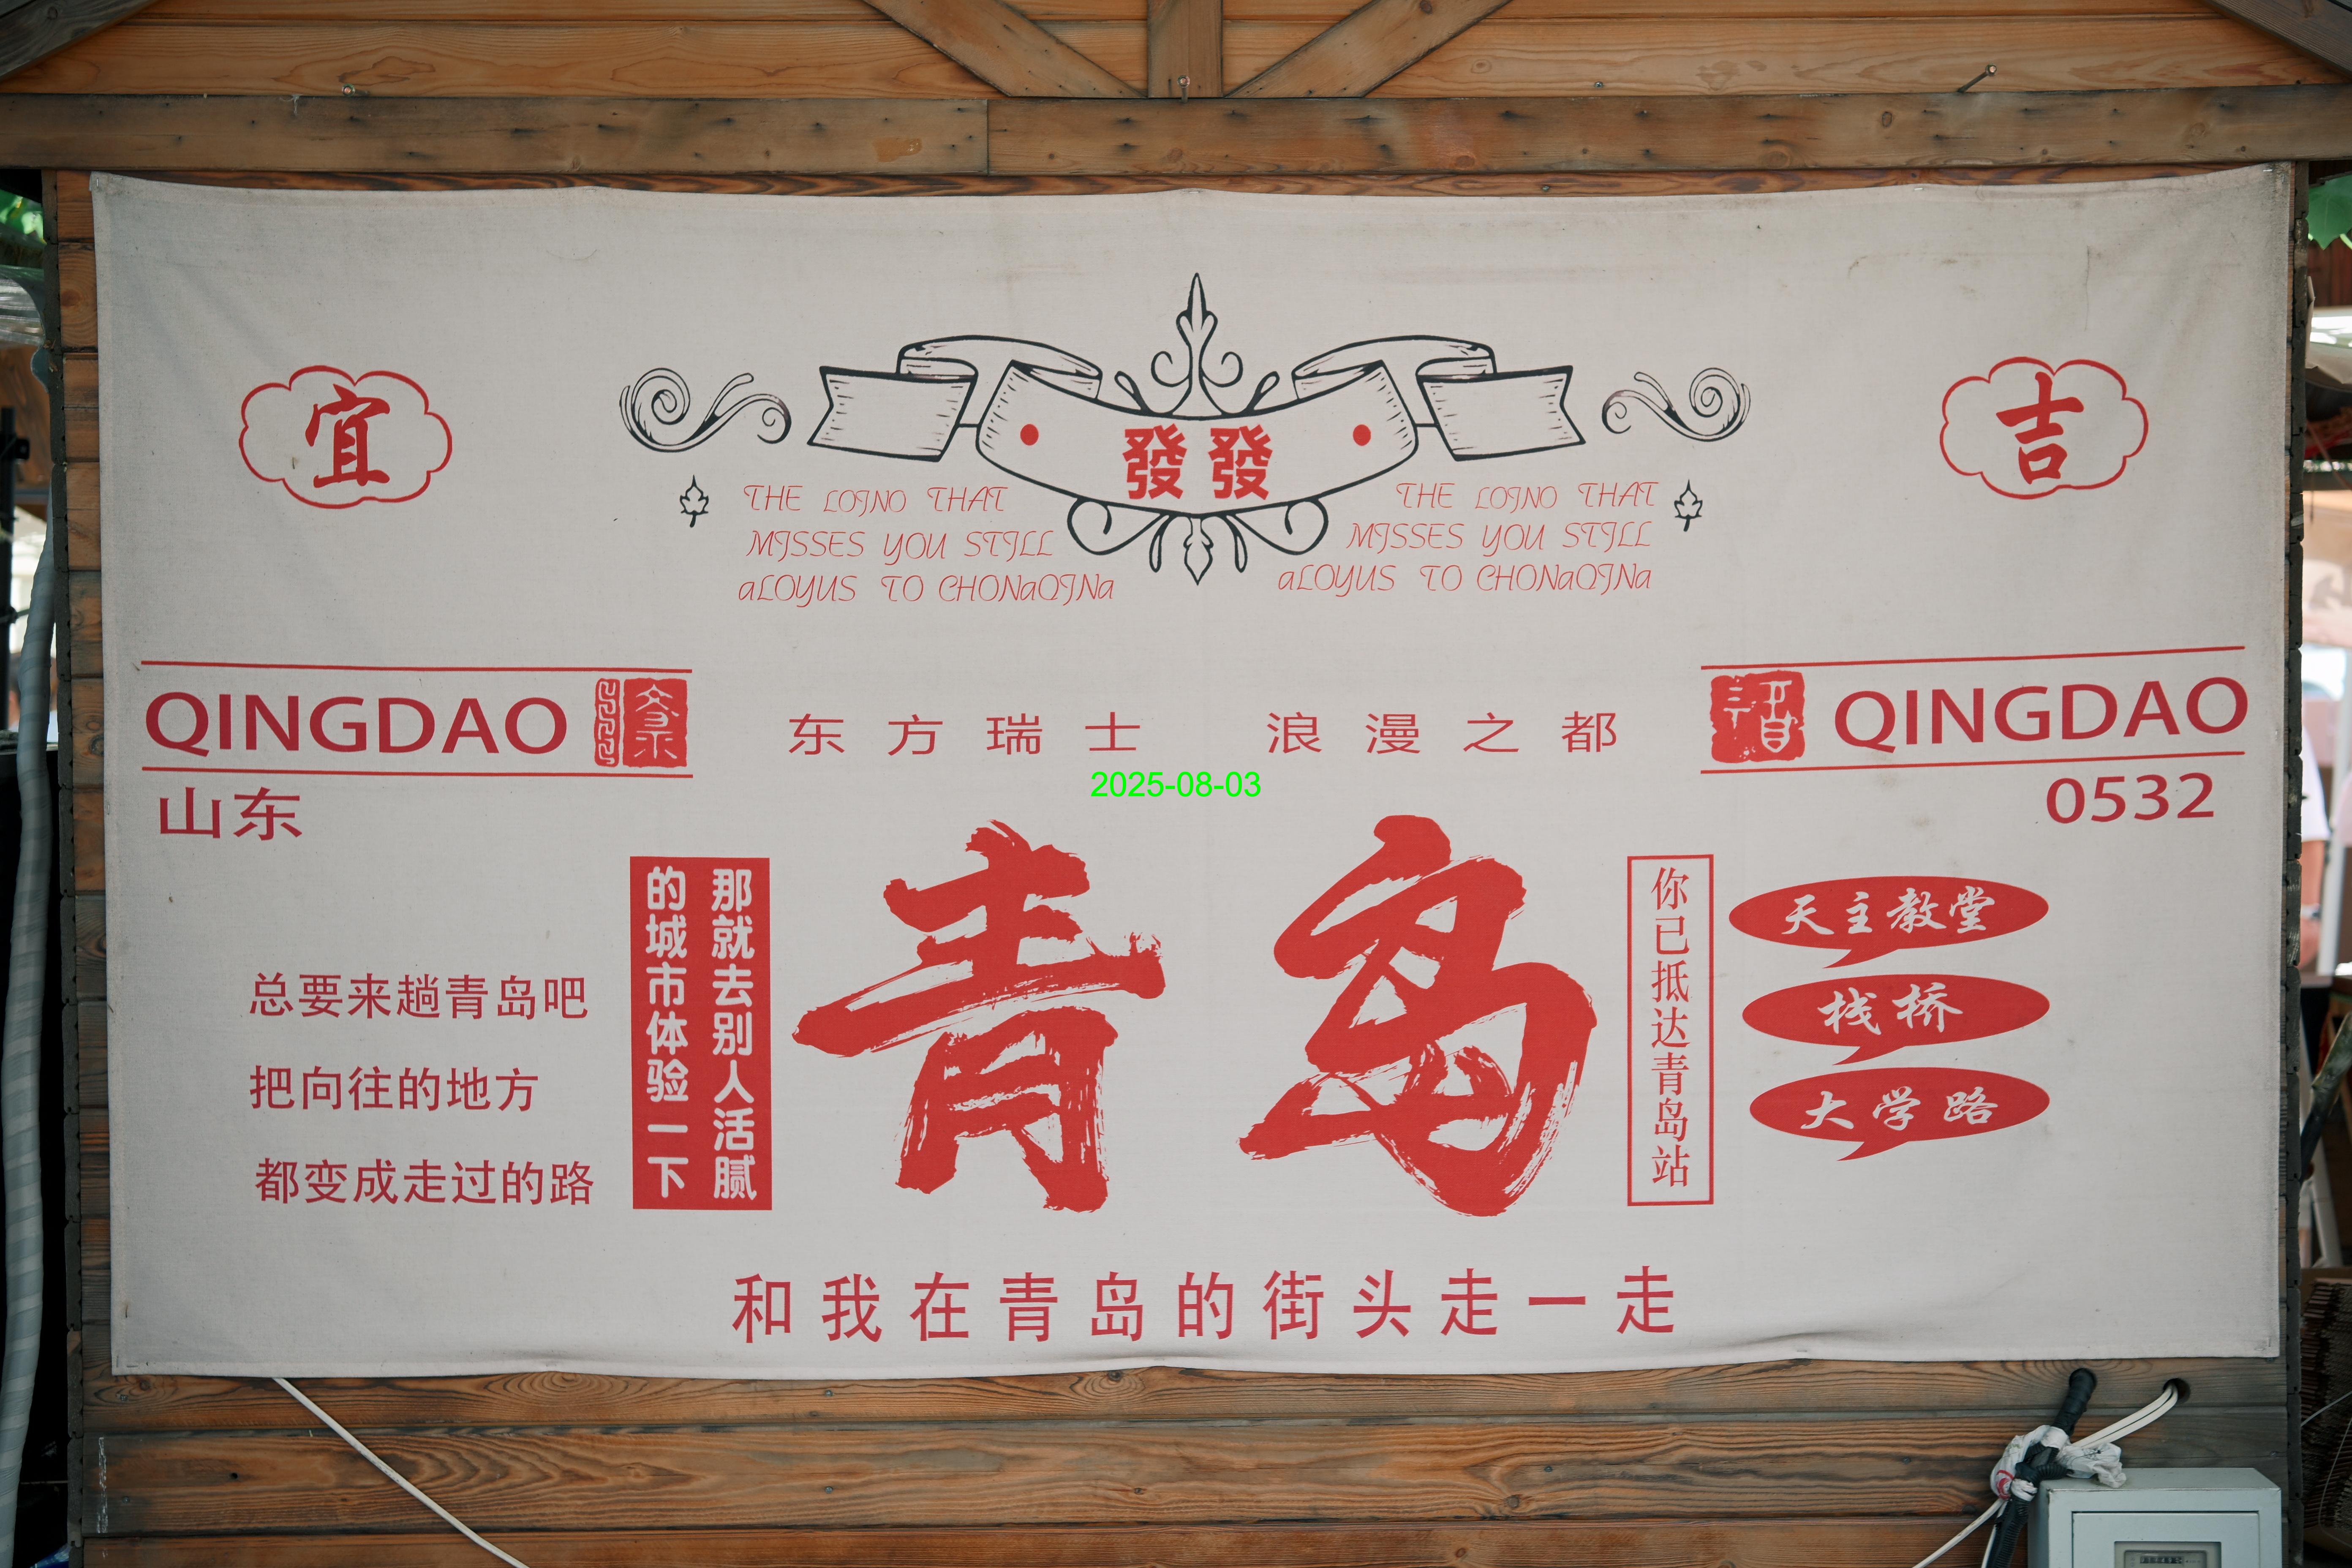 發發
宜
吉
THE LOJNO THAT
MJSSES YOU STJLL
aLOYUS TO CHONaQJNa
THE LOJNO THAT
MJSSES YOU STJLL
aLOYUS TO CHONaQJNa
QINGDAO
山东
东方瑞士 浪漫之都
QINGDAO
0532
2025-08-03
总要来趟青岛吧
把向往的地方
都变成走过的路
那就去别人活腻
的城市体验一下
青岛
你已抵达青岛站
天主教堂
栈桥
大学路
和我在青岛的街头走一走